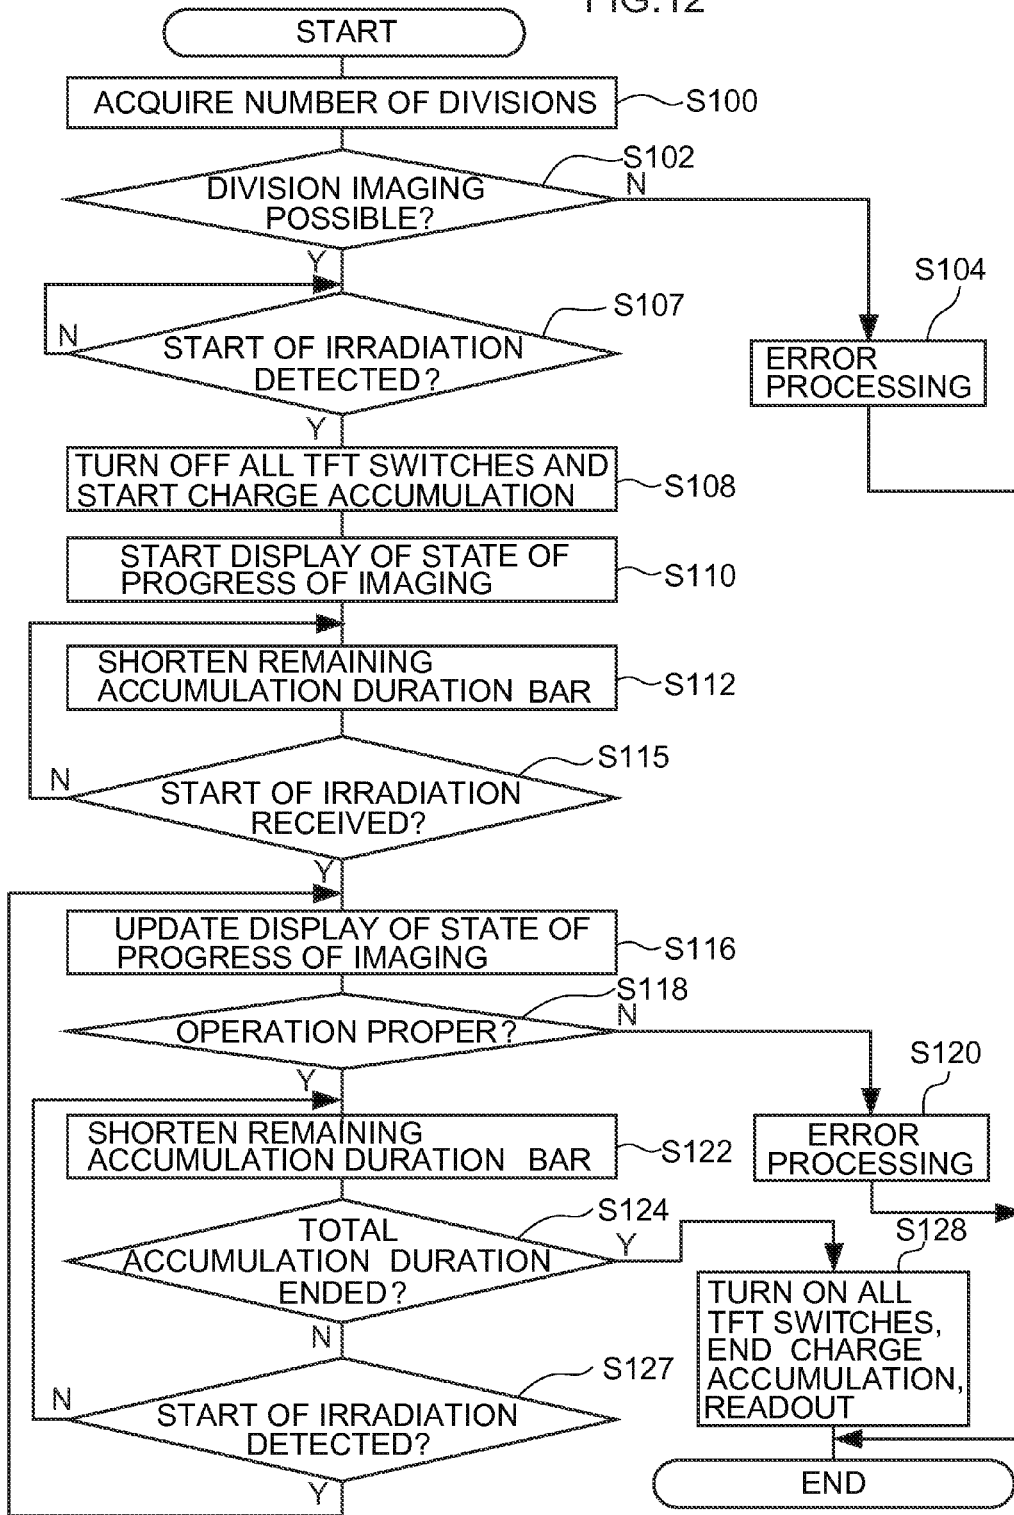 FIG.12
START
ACQUIRE NUMBER OF DIVISIONS
S100
S102
DIVISION IMAGING
POSSIBLE?
N
Y
S104
ERROR
PROCESSING
S107
N
START OF IRRADIATION
DETECTED?
Y
TURN OFF ALL TFT SWITCHES AND
START CHARGE ACCUMULATION
S108
START DISPLAY OF STATE OF
PROGRESS OF IMAGING
S110
SHORTEN REMAINING
ACCUMULATION DURATION BAR
S112
S115
N
START OF IRRADIATION
RECEIVED?
Y
UPDATE DISPLAY OF STATE OF
PROGRESS OF IMAGING
S116
S118
OPERATION PROPER?
N
Y
S120
ERROR
PROCESSING
SHORTEN REMAINING
ACCUMULATION DURATION BAR
S122
S124
TOTAL
ACCUMULATION DURATION
ENDED?
Y
N
S128
TURN ON ALL
TFT SWITCHES,
END CHARGE
ACCUMULATION,
READOUT
S127
N
START OF IRRADIATION
DETECTED?
Y
END